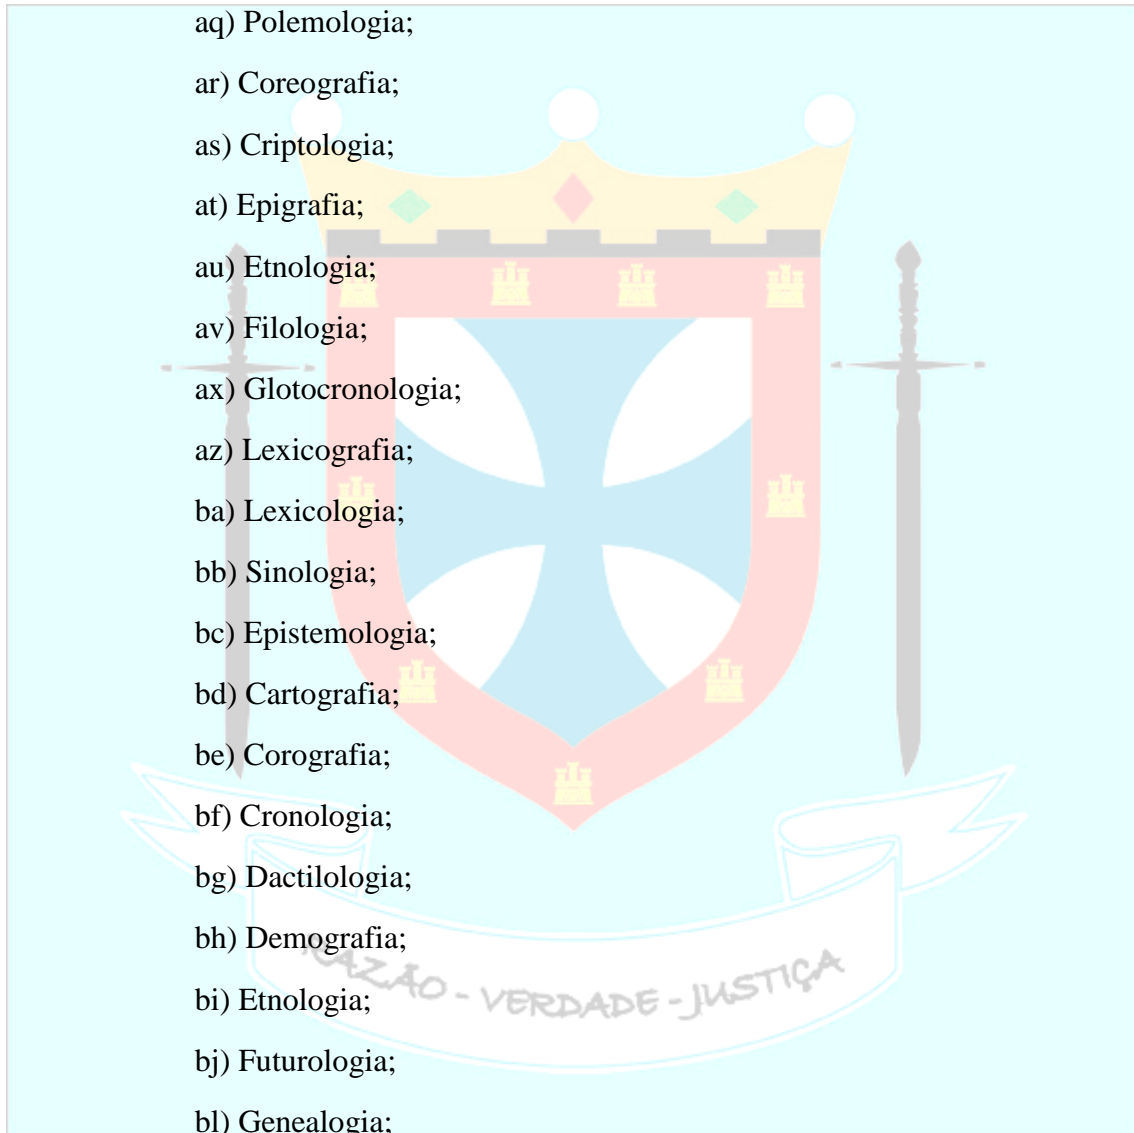 aq) Polemologia;
ar) Coreografia;
as) Criptologia;
at) Epigrafia;
au) Etnologia;
av) Filologia;
ax) Glotocronologia;
az) Lexicografia;
ba) Lexicologia;
bb) Sinologia;
bc) Epistemologia;
bd) Cartografia;
be) Corografia;
bf) Cronologia;
bg) Dactilologia;
bh) Demografia;
bi) Etnologia;
bj) Futurologia;
bl) Genealogia;
RAZÃO - VERDADE - JUSTIÇA